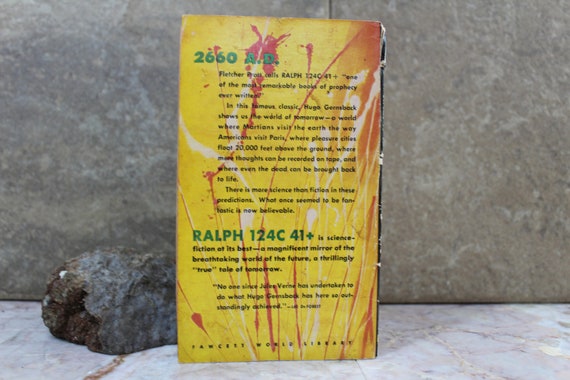 2660 A.D.
Fletcher Pratt calls RALPH 124C 41+ "one
of the most remarkable books of prophecy
ever written."
In this famous classic, Hugo Gernsback
shows us the world of tomorrow—a world
where Martians visit the earth the way
Americans visit Paris, where pleasure cities
float 20,000 feet above the ground, where
mere thoughts can be recorded on tape, and
where even the dead can be brought back
to life.
There is more science than fiction in these
predictions. What once seemed to be fan-
tastic is now believable.
RALPH 124C 41+ is science-
fiction at its best—a magnificent mirror of the
breathtaking world of the future, a thrillingly
"true" tale of tomorrow.
"No one since Jules Verne has undertaken to
do what Hugo Gernsback has here so out-
standingly achieved."—LEE DE FOREST
FAWCETT WORLD LIBRARY